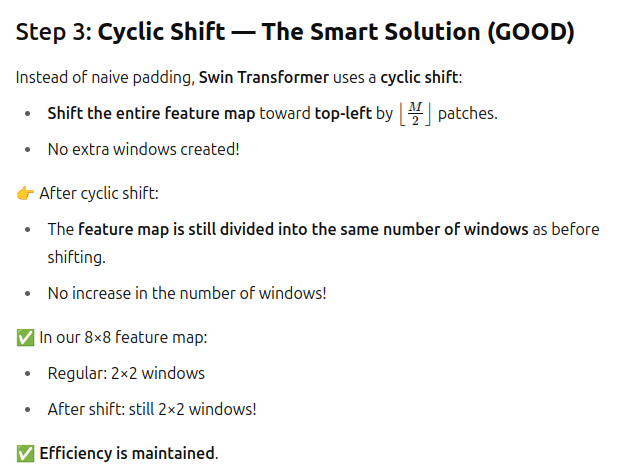 Step 3: Cyclic Shift — The Smart Solution (GOOD)
Instead of naive padding, Swin Transformer uses a cyclic shift:
• Shift the entire feature map toward top-left by ⌊M/2⌋ patches.
• No extra windows created!
👉 After cyclic shift:
• The feature map is still divided into the same number of windows as before
shifting.
• No increase in the number of windows!
✅ In our 8×8 feature map:
• Regular: 2×2 windows
• After shift: still 2×2 windows!
✅ Efficiency is maintained.